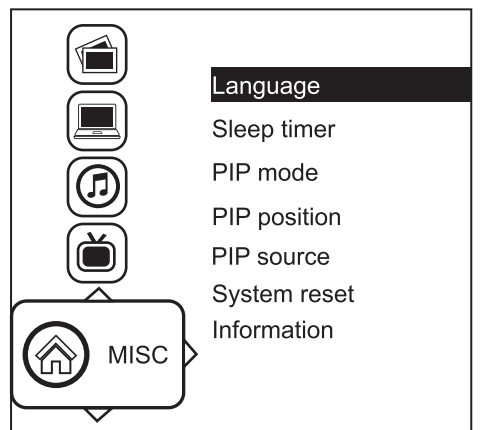 Language
Sleep timer
PIP mode
PIP position
PIP source
System reset
Information
MISC